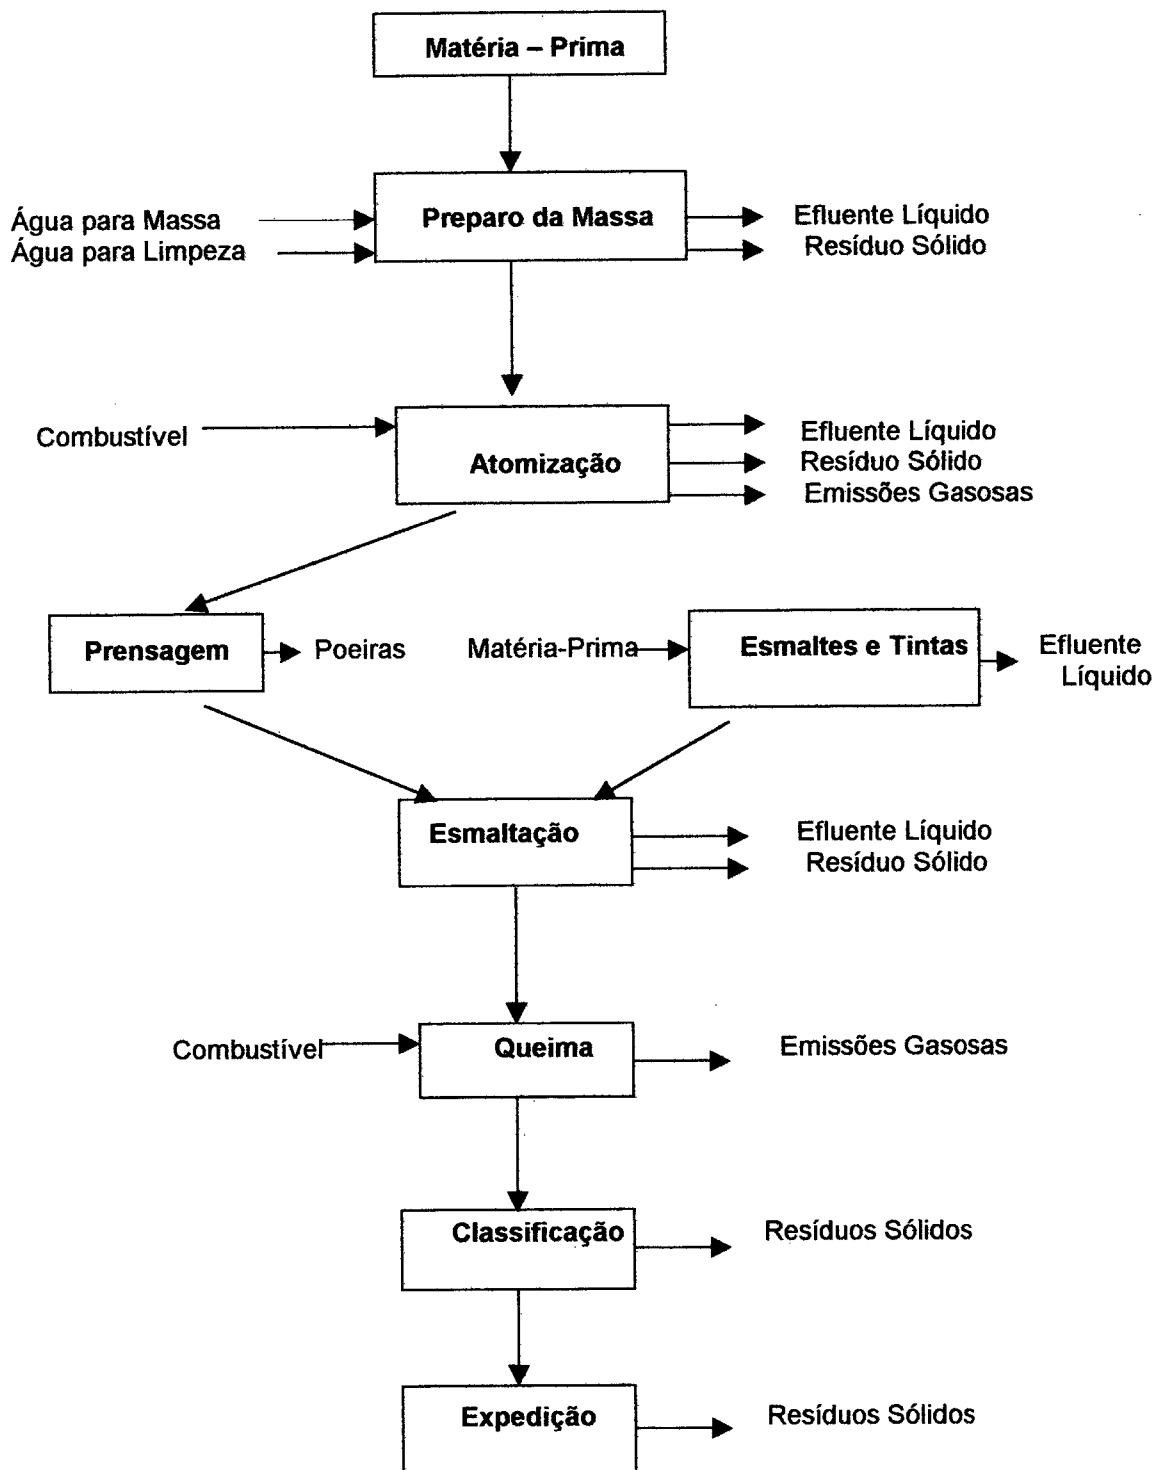 Matéria – Prima
Preparo da Massa
Água para Massa
Água para Limpeza
Efluente Líquido
Resíduo Sólido
Combustível
Atomização
Efluente Líquido
Resíduo Sólido
Emissões Gasosas
Prensagem
Poeiras
Matéria-Prima
Esmaltes e Tintas
Efluente
Líquido
Esmaltação
Efluente Líquido
Resíduo Sólido
Combustível
Queima
Emissões Gasosas
Classificação
Resíduos Sólidos
Expedição
Resíduos Sólidos